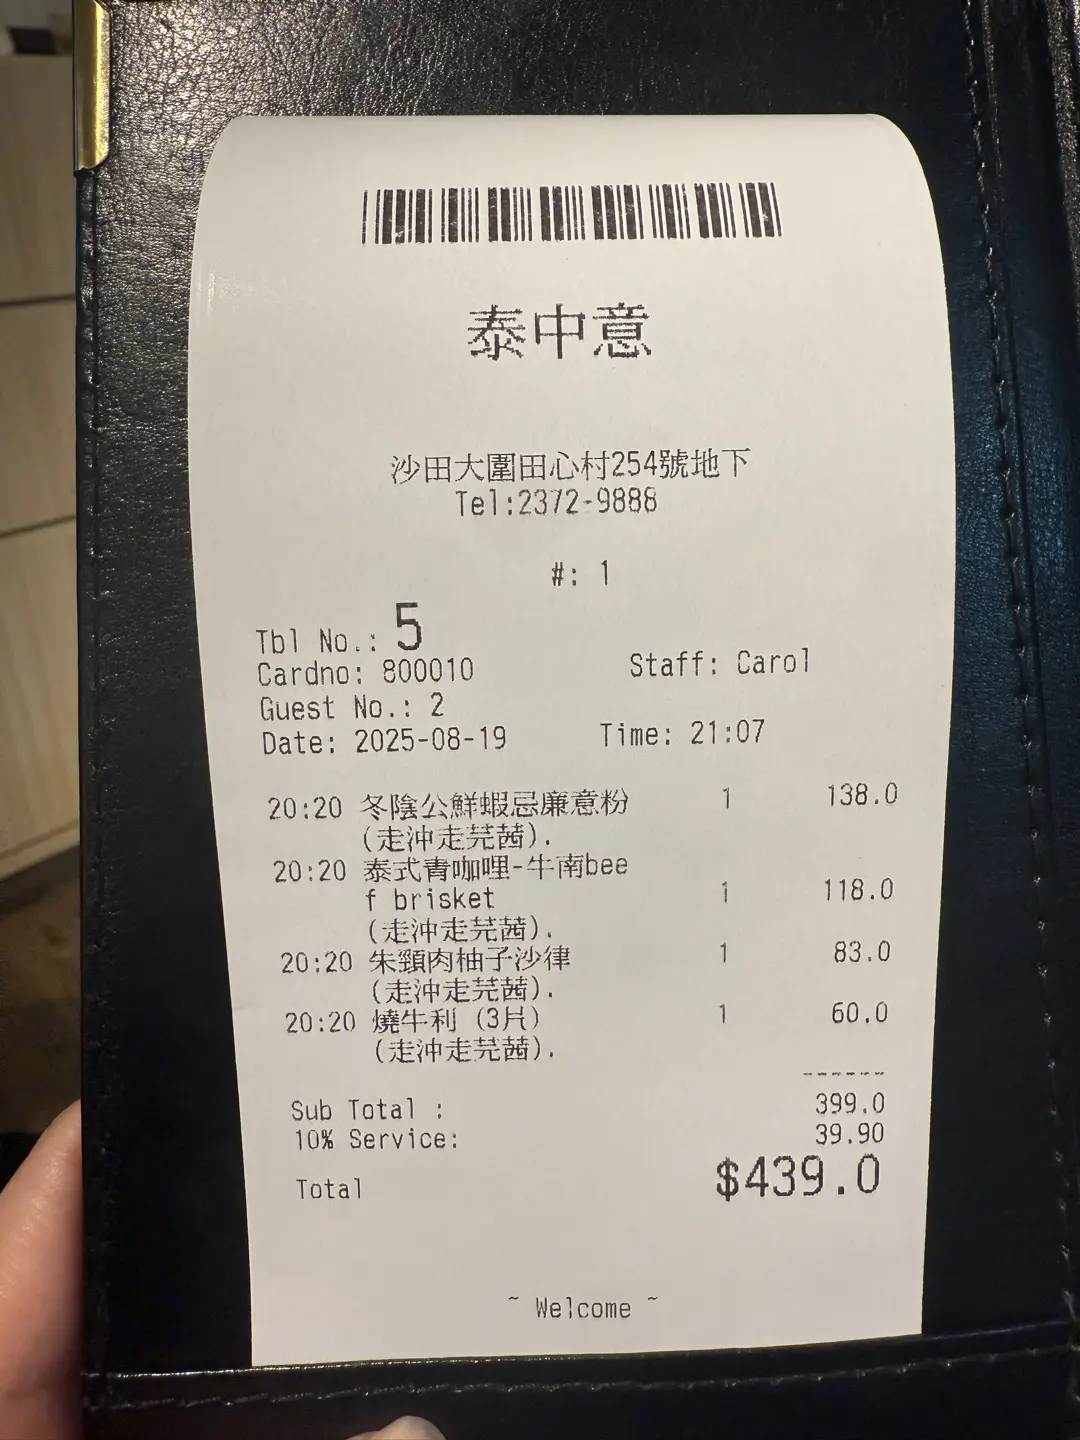 泰中意
沙田大圍田心村254號地下
Tel:2372-9888
#: 1
Tbl No.: 5
Cardno: 800010 Staff: Carol
Guest No.: 2
Date: 2025-08-19 Time: 21:07
20:20 冬陰公鮮蝦忌廉意粉 1 138.0
(走沖走芫茜).
20:20 泰式青咖哩-牛南bee
f brisket 1 118.0
(走沖走芫茜).
20:20 朱頸肉柚子沙律 1 83.0
(走沖走芫茜).
20:20 燒牛利 (3片) 1 60.0
(走沖走芫茜).
------
Sub Total : 399.0
10% Service: 39.90
Total $439.0
~ Welcome ~